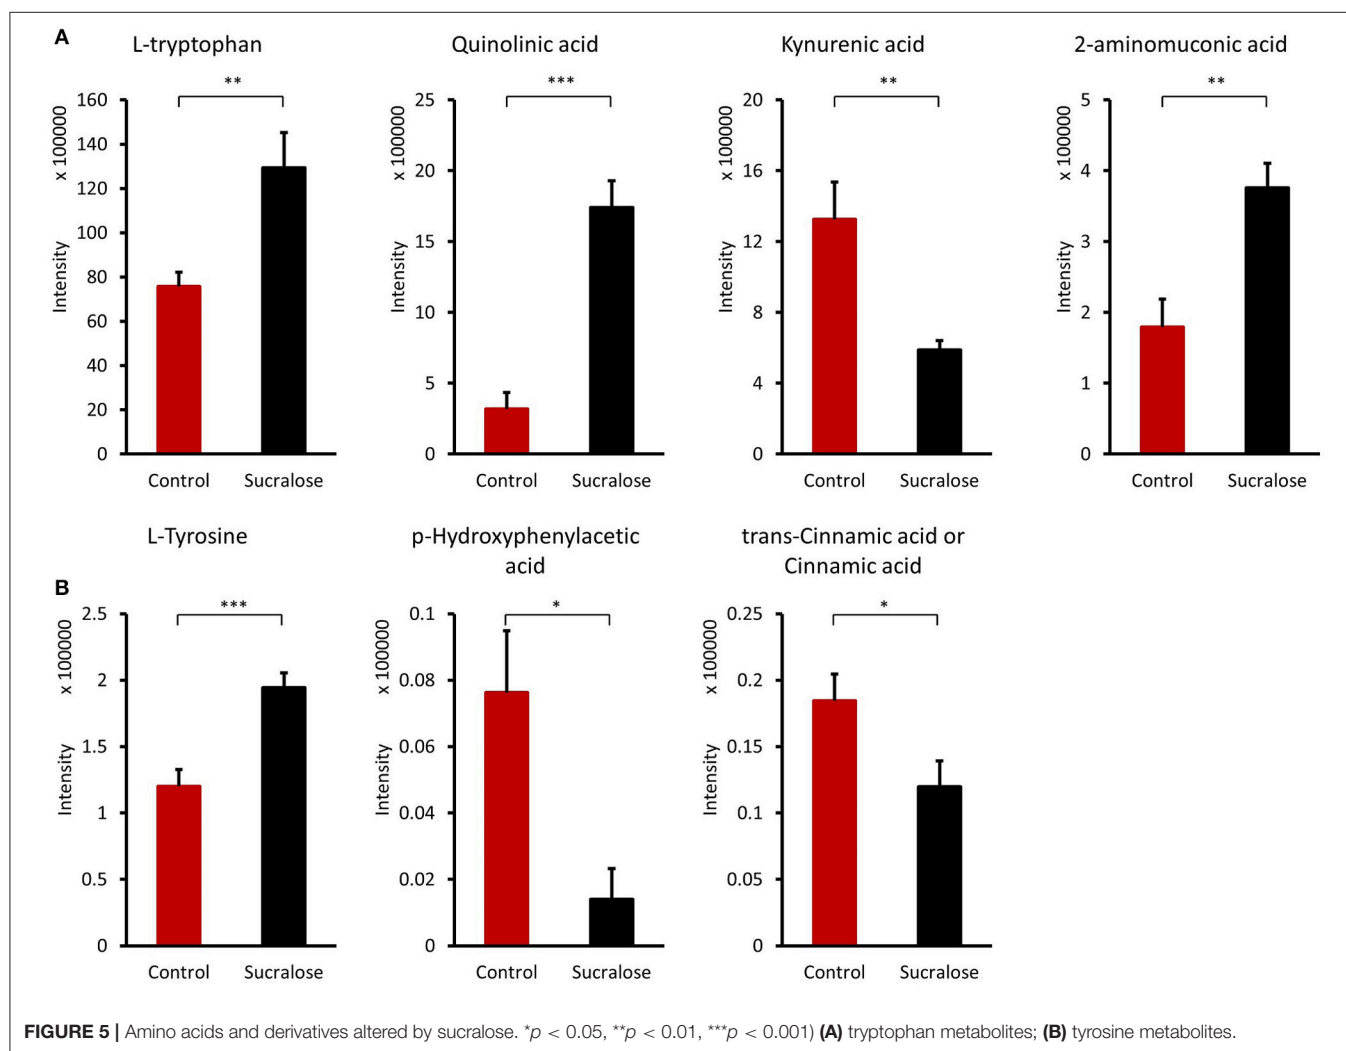 A
L-tryptophan
Quinolinic acid
Kynurenic acid
2-aminomuconic acid
**
***
**
**
x 100000
Intensity
160
140
120
100
80
60
40
20
0
Control Sucralose
x 100000
Intensity
25
20
15
10
5
0
Control Sucralose
x 100000
Intensity
20
16
12
8
4
0
Control Sucralose
x 100000
Intensity
5
4
3
2
1
0
Control Sucralose
B
L-Tyrosine
p-Hydroxyphenylacetic
acid
trans-Cinnamic acid or
Cinnamic acid
***
*
*
x 100000
Intensity
2.5
2
1.5
1
0.5
0
Control Sucralose
x 100000
Intensity
0.1
0.08
0.06
0.04
0.02
0
Control Sucralose
x 100000
Intensity
0.25
0.2
0.15
0.1
0.05
0
Control Sucralose
FIGURE 5 | Amino acids and derivatives altered by sucralose. *p < 0.05, **p < 0.01, ***p < 0.001) (A) tryptophan metabolites; (B) tyrosine metabolites.